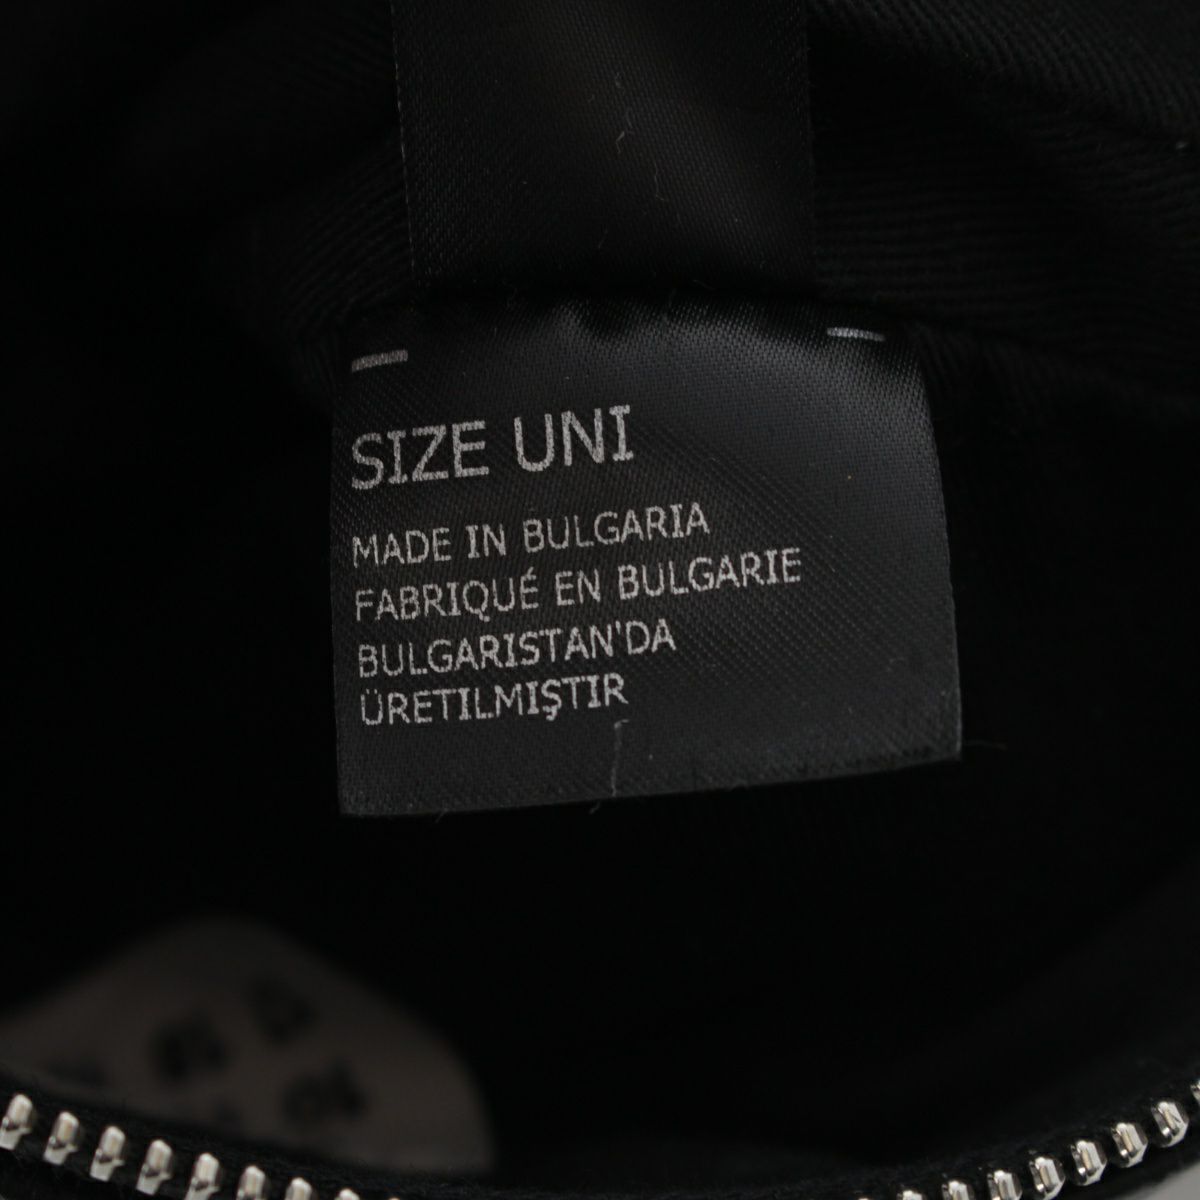 SIZE UNI
MADE IN BULGARIA
FABRIQUÉ EN BULGARIE
BULGARISTAN'DA
ÜRETILMIŞTIR